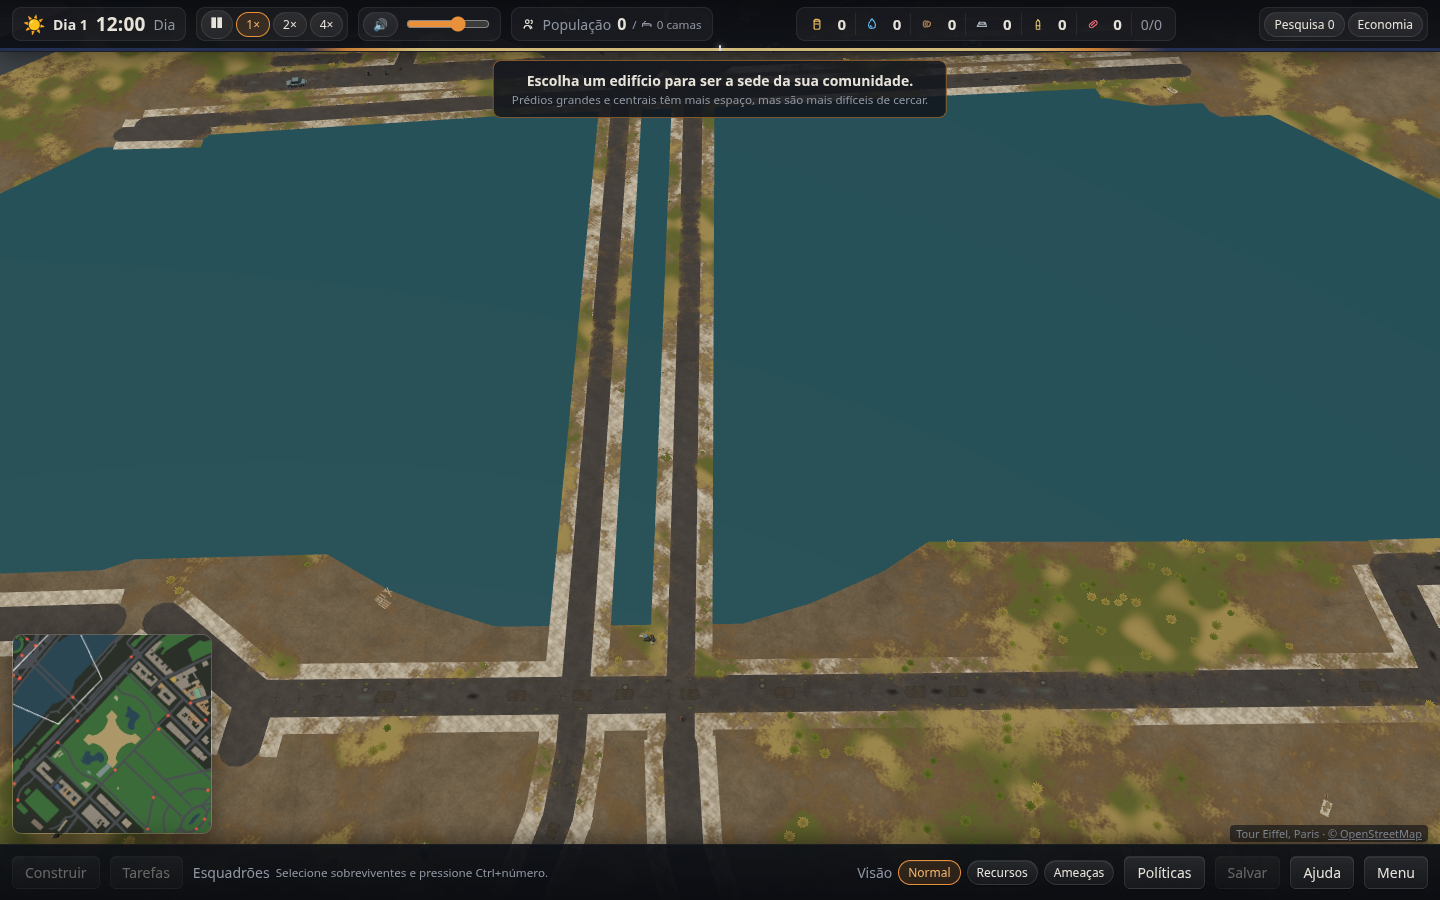 Dia 1 12:00 Dia
1× 2× 4×
População 0 / 0 camas
0 0 0 0 0 0 0/0
Pesquisa 0 Economia
Escolha um edifício para ser a sede da sua comunidade.
Prédios grandes e centrais têm mais espaço, mas são mais difíceis de cercar.
Tour Eiffel, Paris · © OpenStreetMap
Construir Tarefas Esquadrões Selecione sobreviventes e pressione Ctrl+número.
Visão Normal Recursos Ameaças Políticas Salvar Ajuda Menu